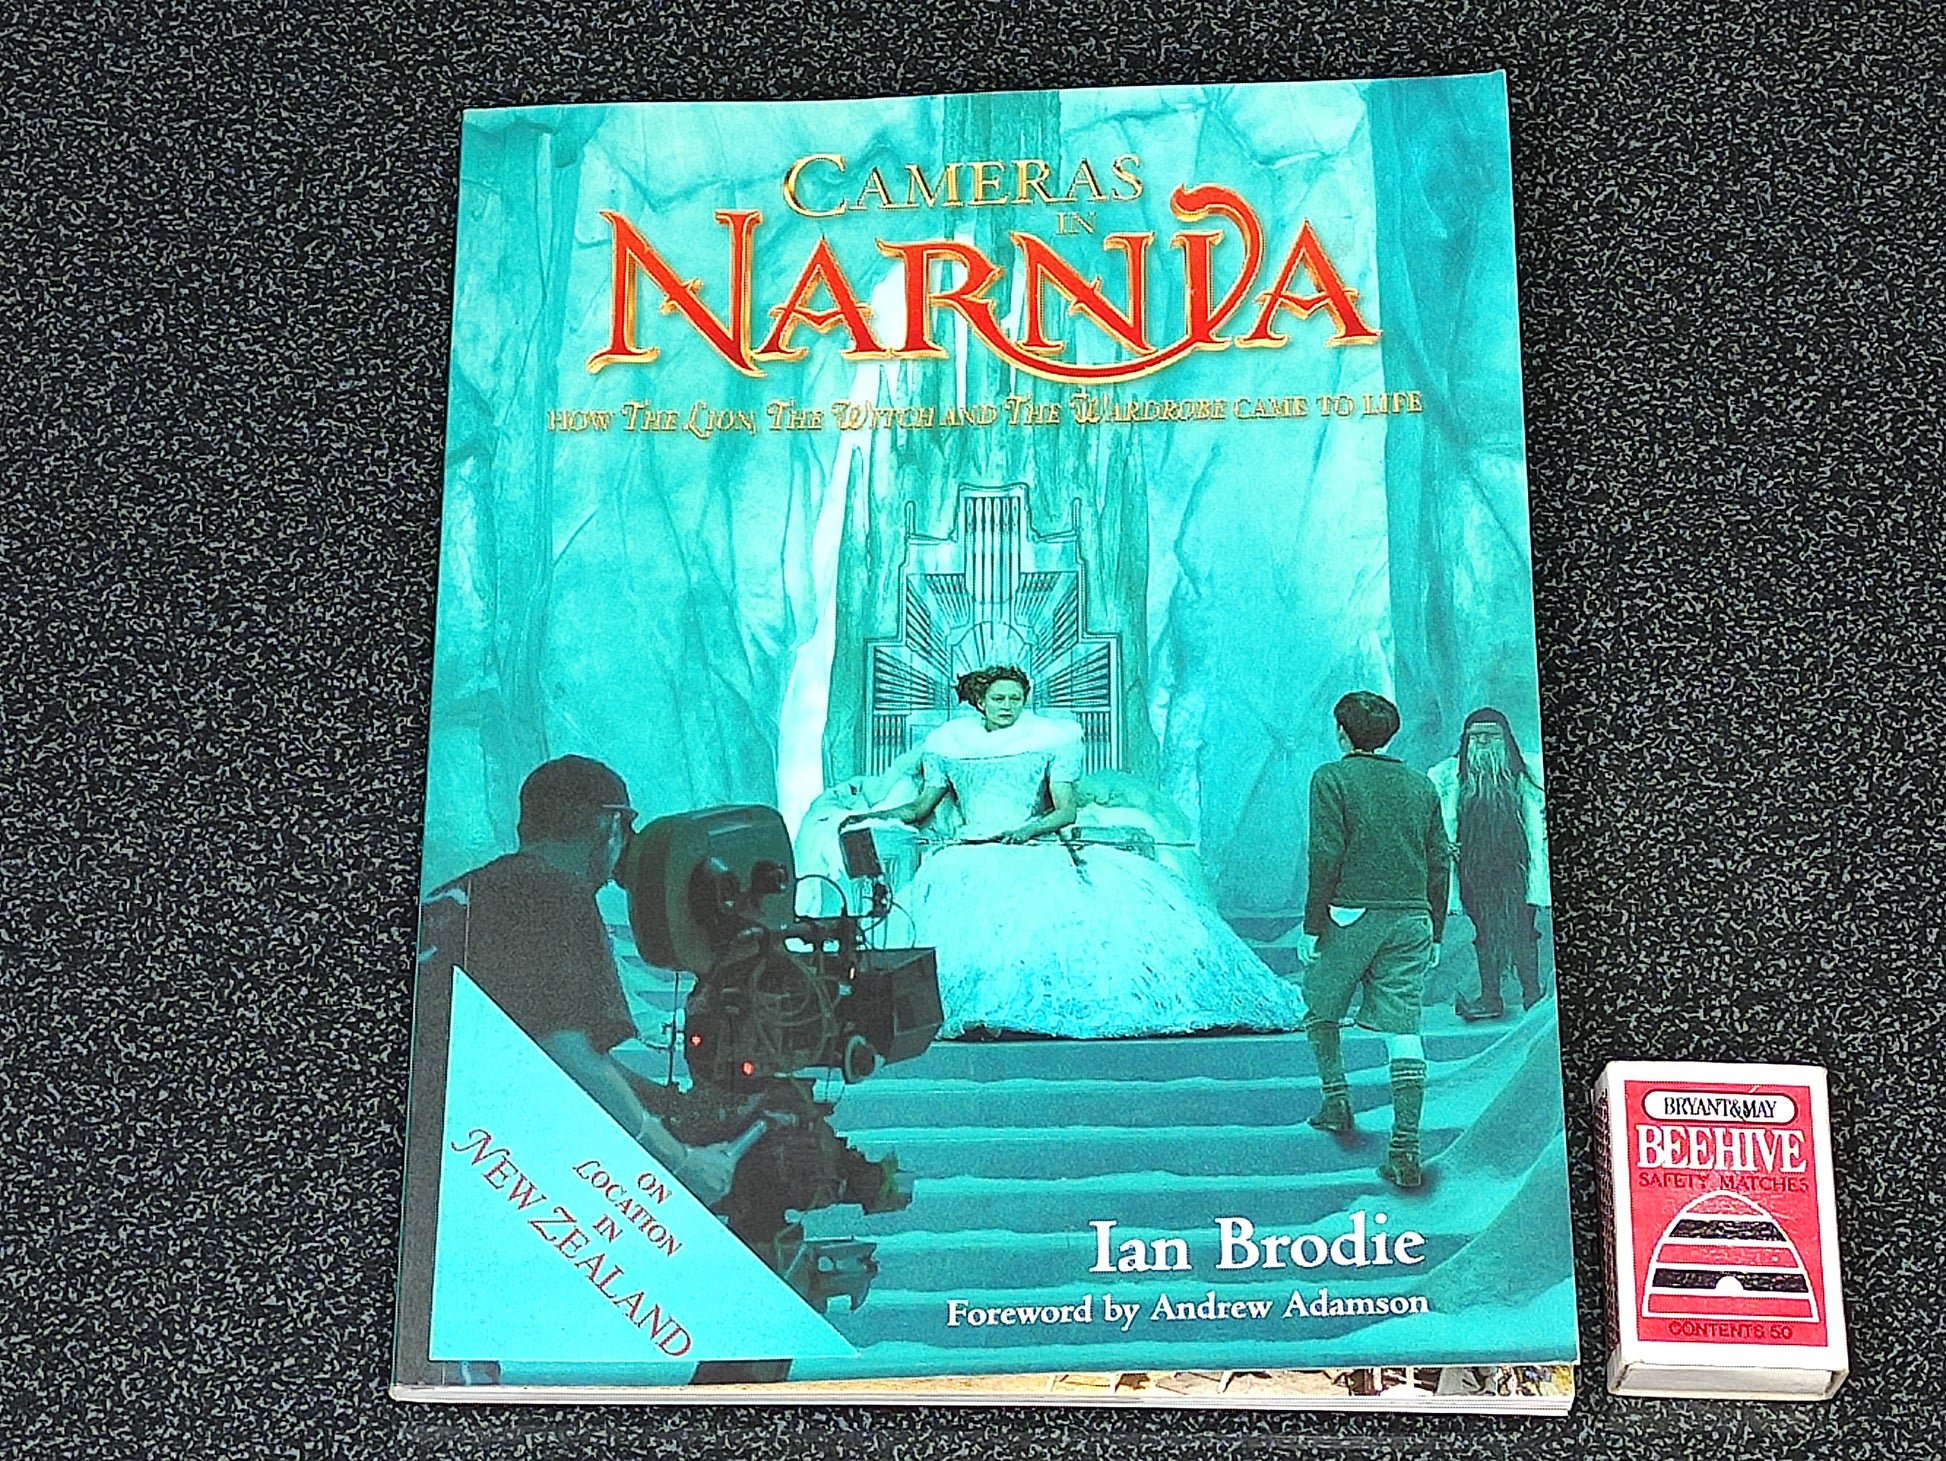 CAMERAS
IN
NARNIA
HOW THE LION, THE WITCH AND THE WARDROBE CAME TO LIFE
ON
LOCATION
IN
NEW ZEALAND
Ian Brodie
Foreword by Andrew Adamson
BRYANT&MAY
BEEHIVE
SAFETY MATCHES
CONTENTS 50